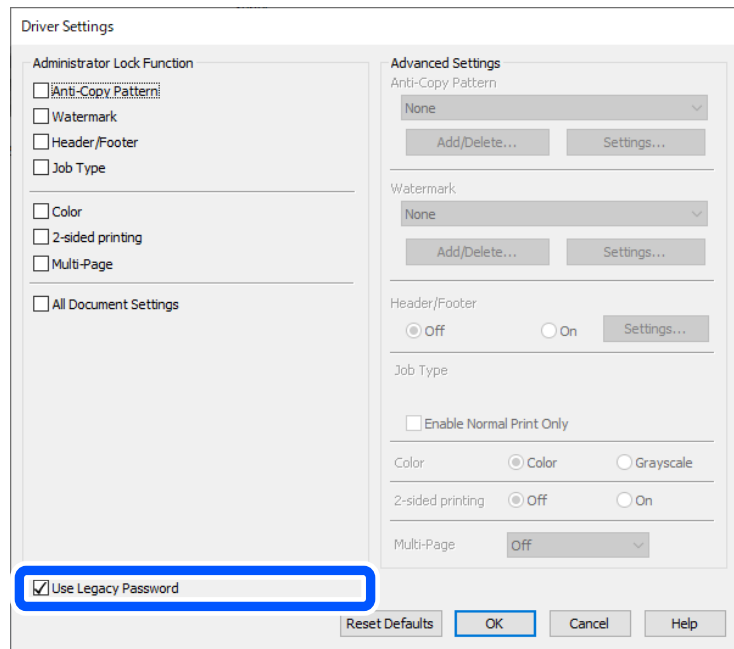 Driver Settings
Administrator Lock Function
Anti-Copy Pattern
Watermark
Header/Footer
Job Type
Color
2-sided printing
Multi-Page
All Document Settings
Use Legacy Password
Advanced Settings
Anti-Copy Pattern
None
Add/Delete... Settings...
Watermark
None
Add/Delete... Settings...
Header/Footer
Off On Settings...
Job Type
Enable Normal Print Only
Color Color Grayscale
2-sided printing Off On
Multi-Page Off
Reset Defaults OK Cancel Help